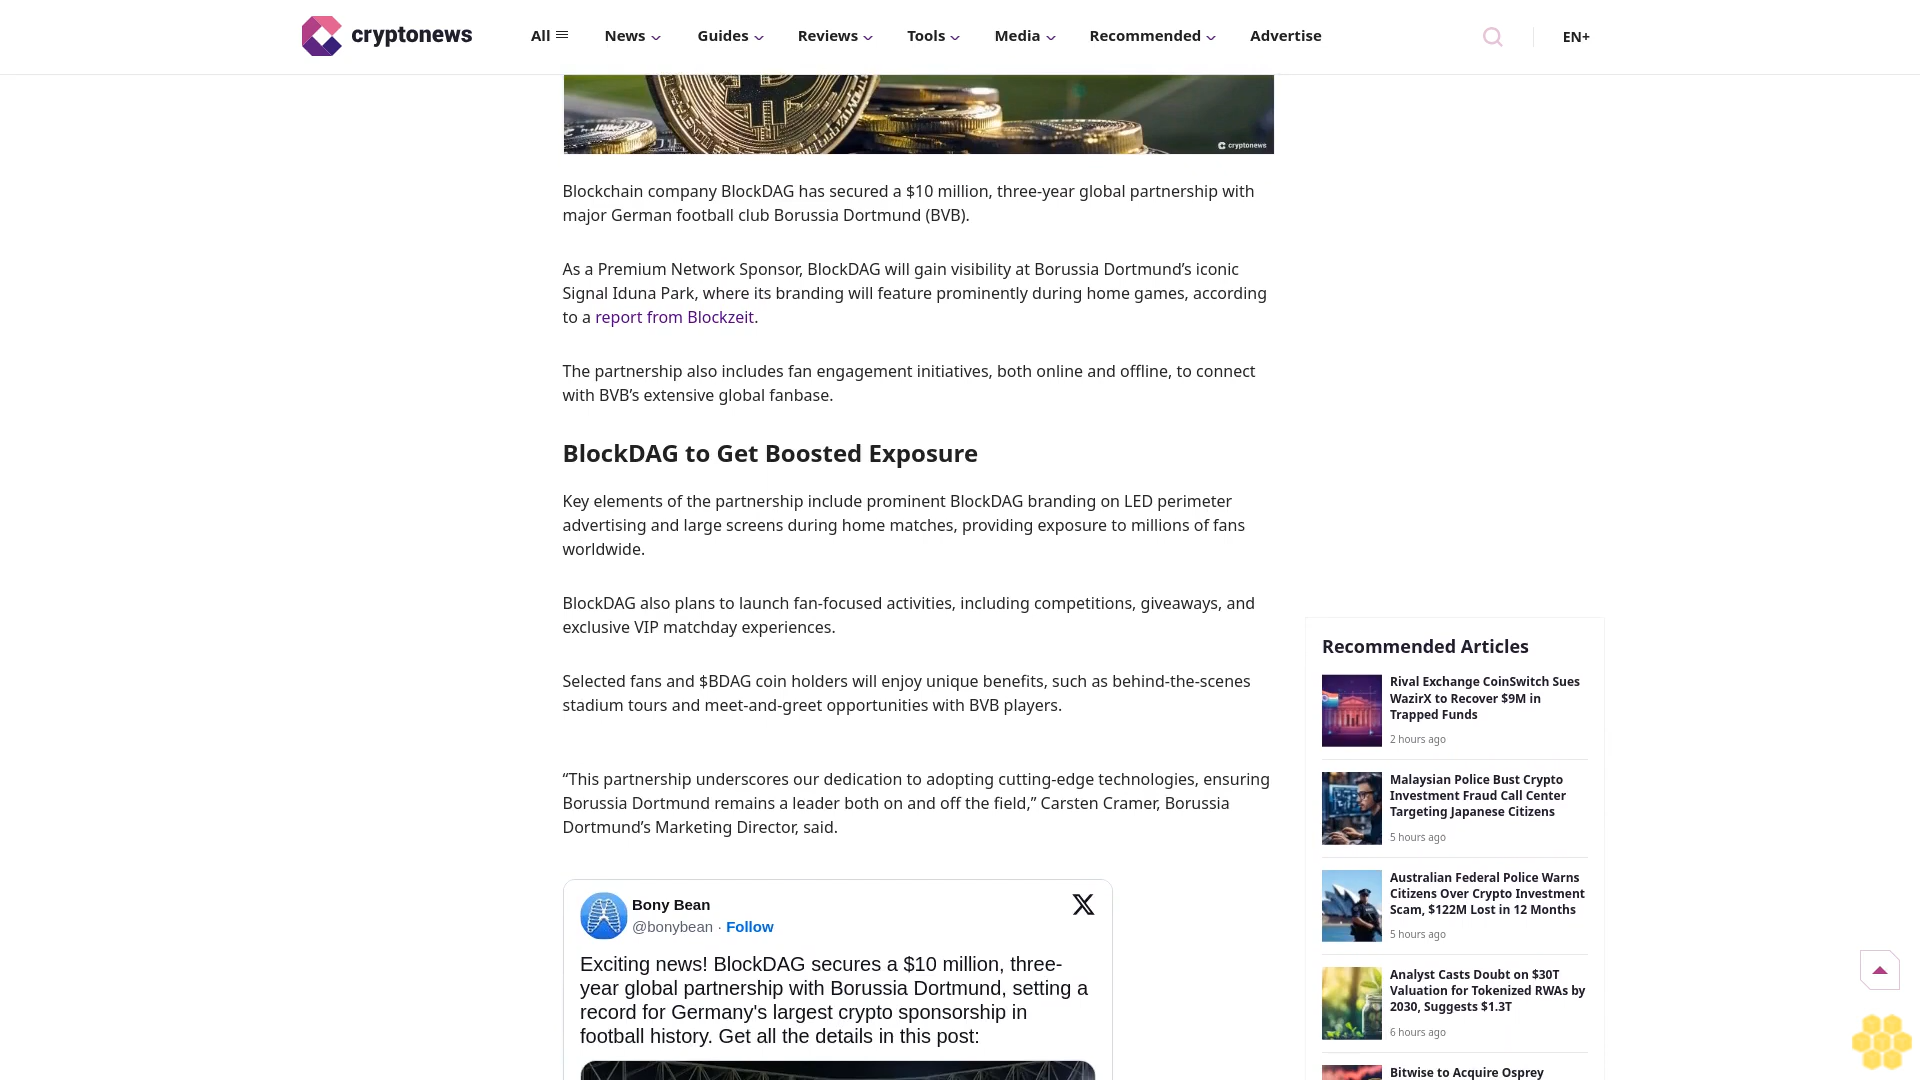 cryptonews
All
News
Guides
Reviews
Tools
Media
Recommended
Advertise
EN+
cryptonews
Blockchain company BlockDAG has secured a $10 million, three-year global partnership with
major German football club Borussia Dortmund (BVB).
As a Premium Network Sponsor, BlockDAG will gain visibility at Borussia Dortmund’s iconic
Signal Iduna Park, where its branding will feature prominently during home games, according
to a report from Blockzeit.
The partnership also includes fan engagement initiatives, both online and offline, to connect
with BVB’s extensive global fanbase.
BlockDAG to Get Boosted Exposure
Key elements of the partnership include prominent BlockDAG branding on LED perimeter
advertising and large screens during home matches, providing exposure to millions of fans
worldwide.
BlockDAG also plans to launch fan-focused activities, including competitions, giveaways, and
exclusive VIP matchday experiences.
Selected fans and $BDAG coin holders will enjoy unique benefits, such as behind-the-scenes
stadium tours and meet-and-greet opportunities with BVB players.
“This partnership underscores our dedication to adopting cutting-edge technologies, ensuring
Borussia Dortmund remains a leader both on and off the field,” Carsten Cramer, Borussia
Dortmund’s Marketing Director, said.
Bony Bean
@bonybean · Follow
Exciting news! BlockDAG secures a $10 million, three-
year global partnership with Borussia Dortmund, setting a
record for Germany's largest crypto sponsorship in
football history. Get all the details in this post:
Recommended Articles
Rival Exchange CoinSwitch Sues
WazirX to Recover $9M in
Trapped Funds
2 hours ago
Malaysian Police Bust Crypto
Investment Fraud Call Center
Targeting Japanese Citizens
5 hours ago
Australian Federal Police Warns
Citizens Over Crypto Investment
Scam, $122M Lost in 12 Months
5 hours ago
Analyst Casts Doubt on $30T
Valuation for Tokenized RWAs by
2030, Suggests $1.3T
6 hours ago
Bitwise to Acquire Osprey